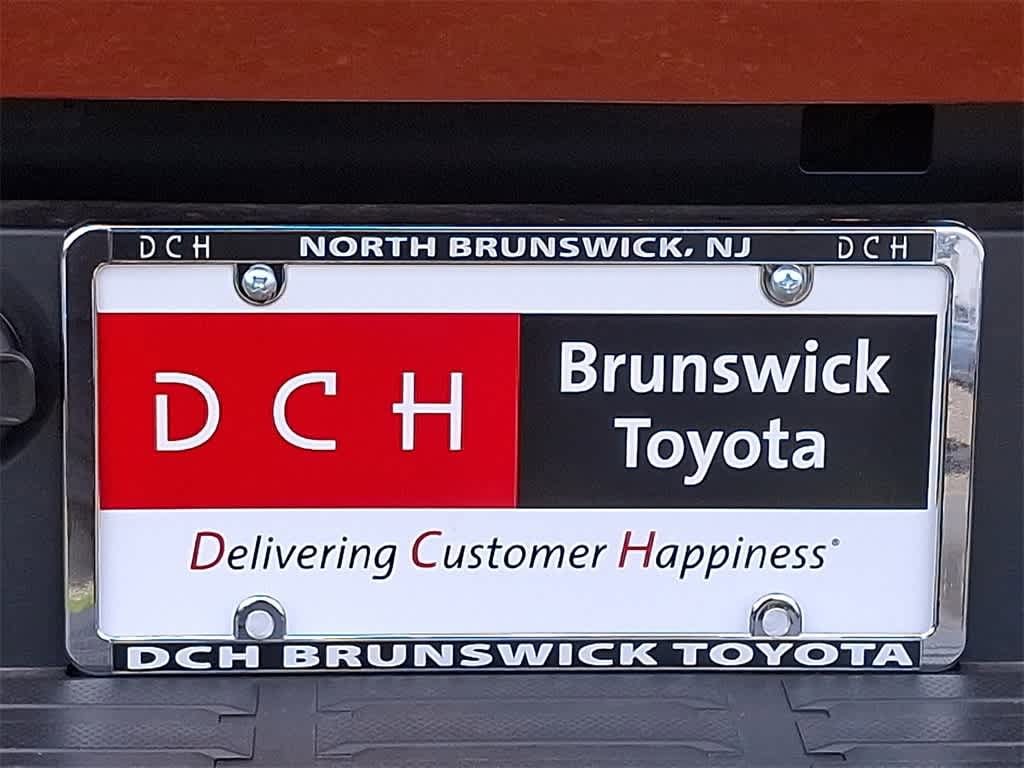 DCH NORTH BRUNSWICK, NJ DCH
DCH
Brunswick
Toyota
Delivering Customer Happiness®
DCH BRUNSWICK TOYOTA